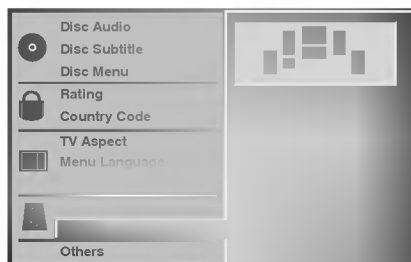 Disc Audio
Disc Subtitle
Disc Menu
Rating
Country Code
TV Aspect
Menu Language
Others